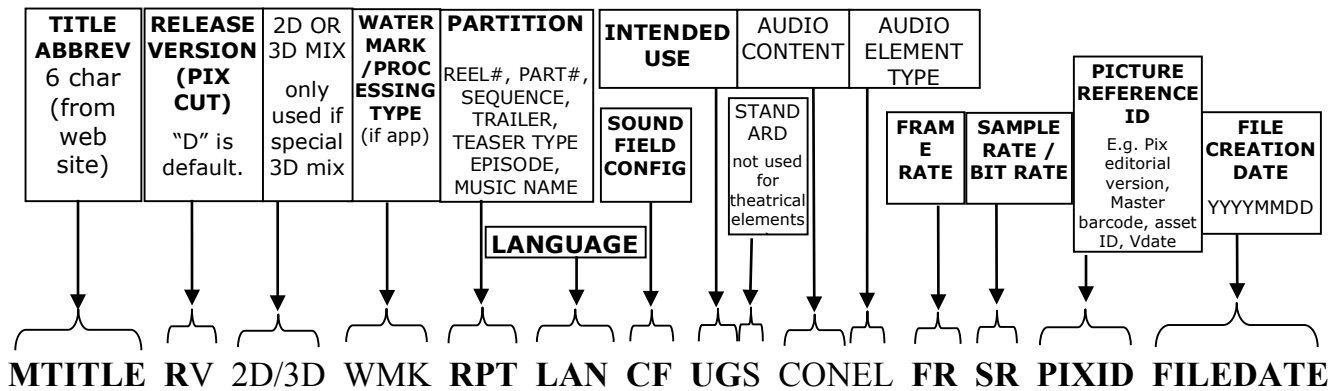 TITLE
ABBREV
6 char
(from
web
site)
RELEASE
VERSION
(PIX
CUT)
"D" is
default.
2D OR
3D MIX
only
used if
special
3D mix
WATER
MARK
/PROC
ESSING
TYPE
(if app)
PARTITION
REEL#, PART#,
SEQUENCE,
TRAILER,
TEASER TYPE
EPISODE,
MUSIC NAME
LANGUAGE
INTENDED
USE
SOUND
FIELD
CONFIG
AUDIO
CONTENT
STAND
ARD
not used
for
theatrical
elements
.
AUDIO
ELEMENT
TYPE
FRAM
E
RATE
SAMPLE
RATE /
BIT RATE
PICTURE
REFERENCE
ID
E.g. Pix
editorial
version,
Master
barcode, asset
ID, Vdate
FILE
CREATION
DATE
YYYYMMDD
MTITLE RV 2D/3D WMK RPT LAN CF UGS CONEL FR SR PIXID FILEDATE